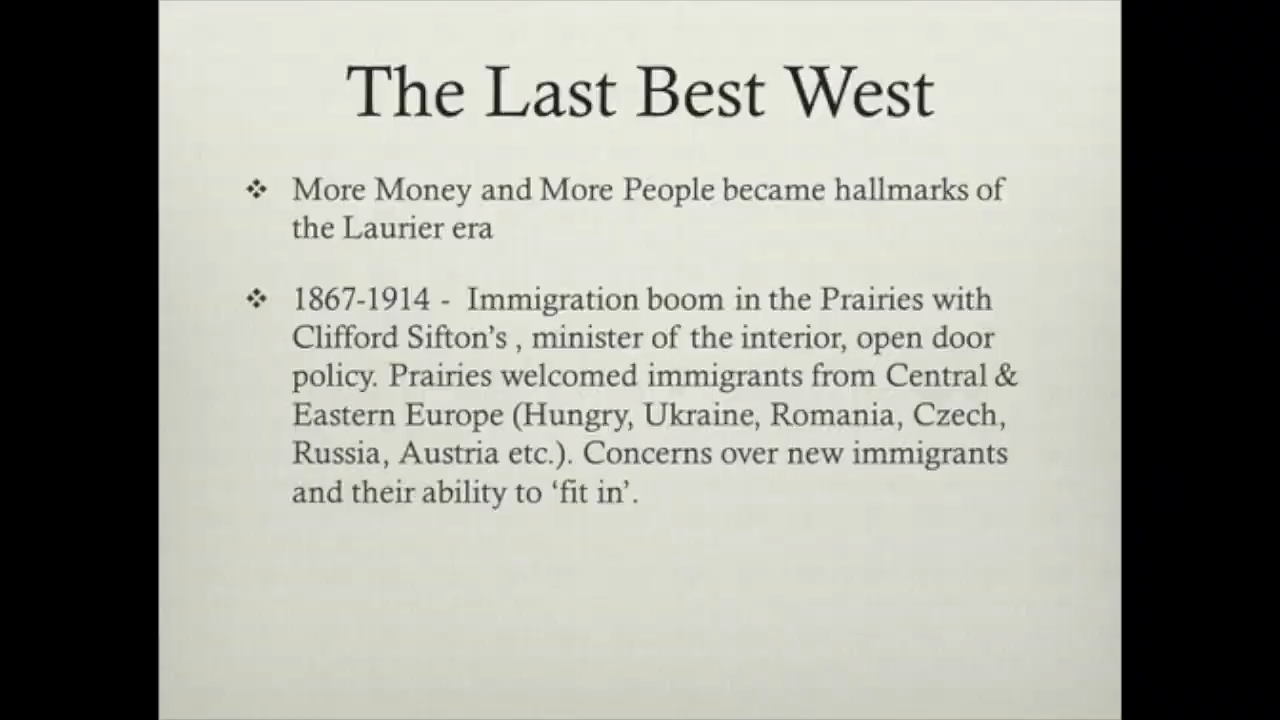 The Last Best West
❖ More Money and More People became hallmarks of
the Laurier era
❖ 1867-1914 - Immigration boom in the Prairies with
Clifford Sifton's , minister of the interior, open door
policy. Prairies welcomed immigrants from Central &
Eastern Europe (Hungry, Ukraine, Romania, Czech,
Russia, Austria etc.). Concerns over new immigrants
and their ability to ‘fit in’.